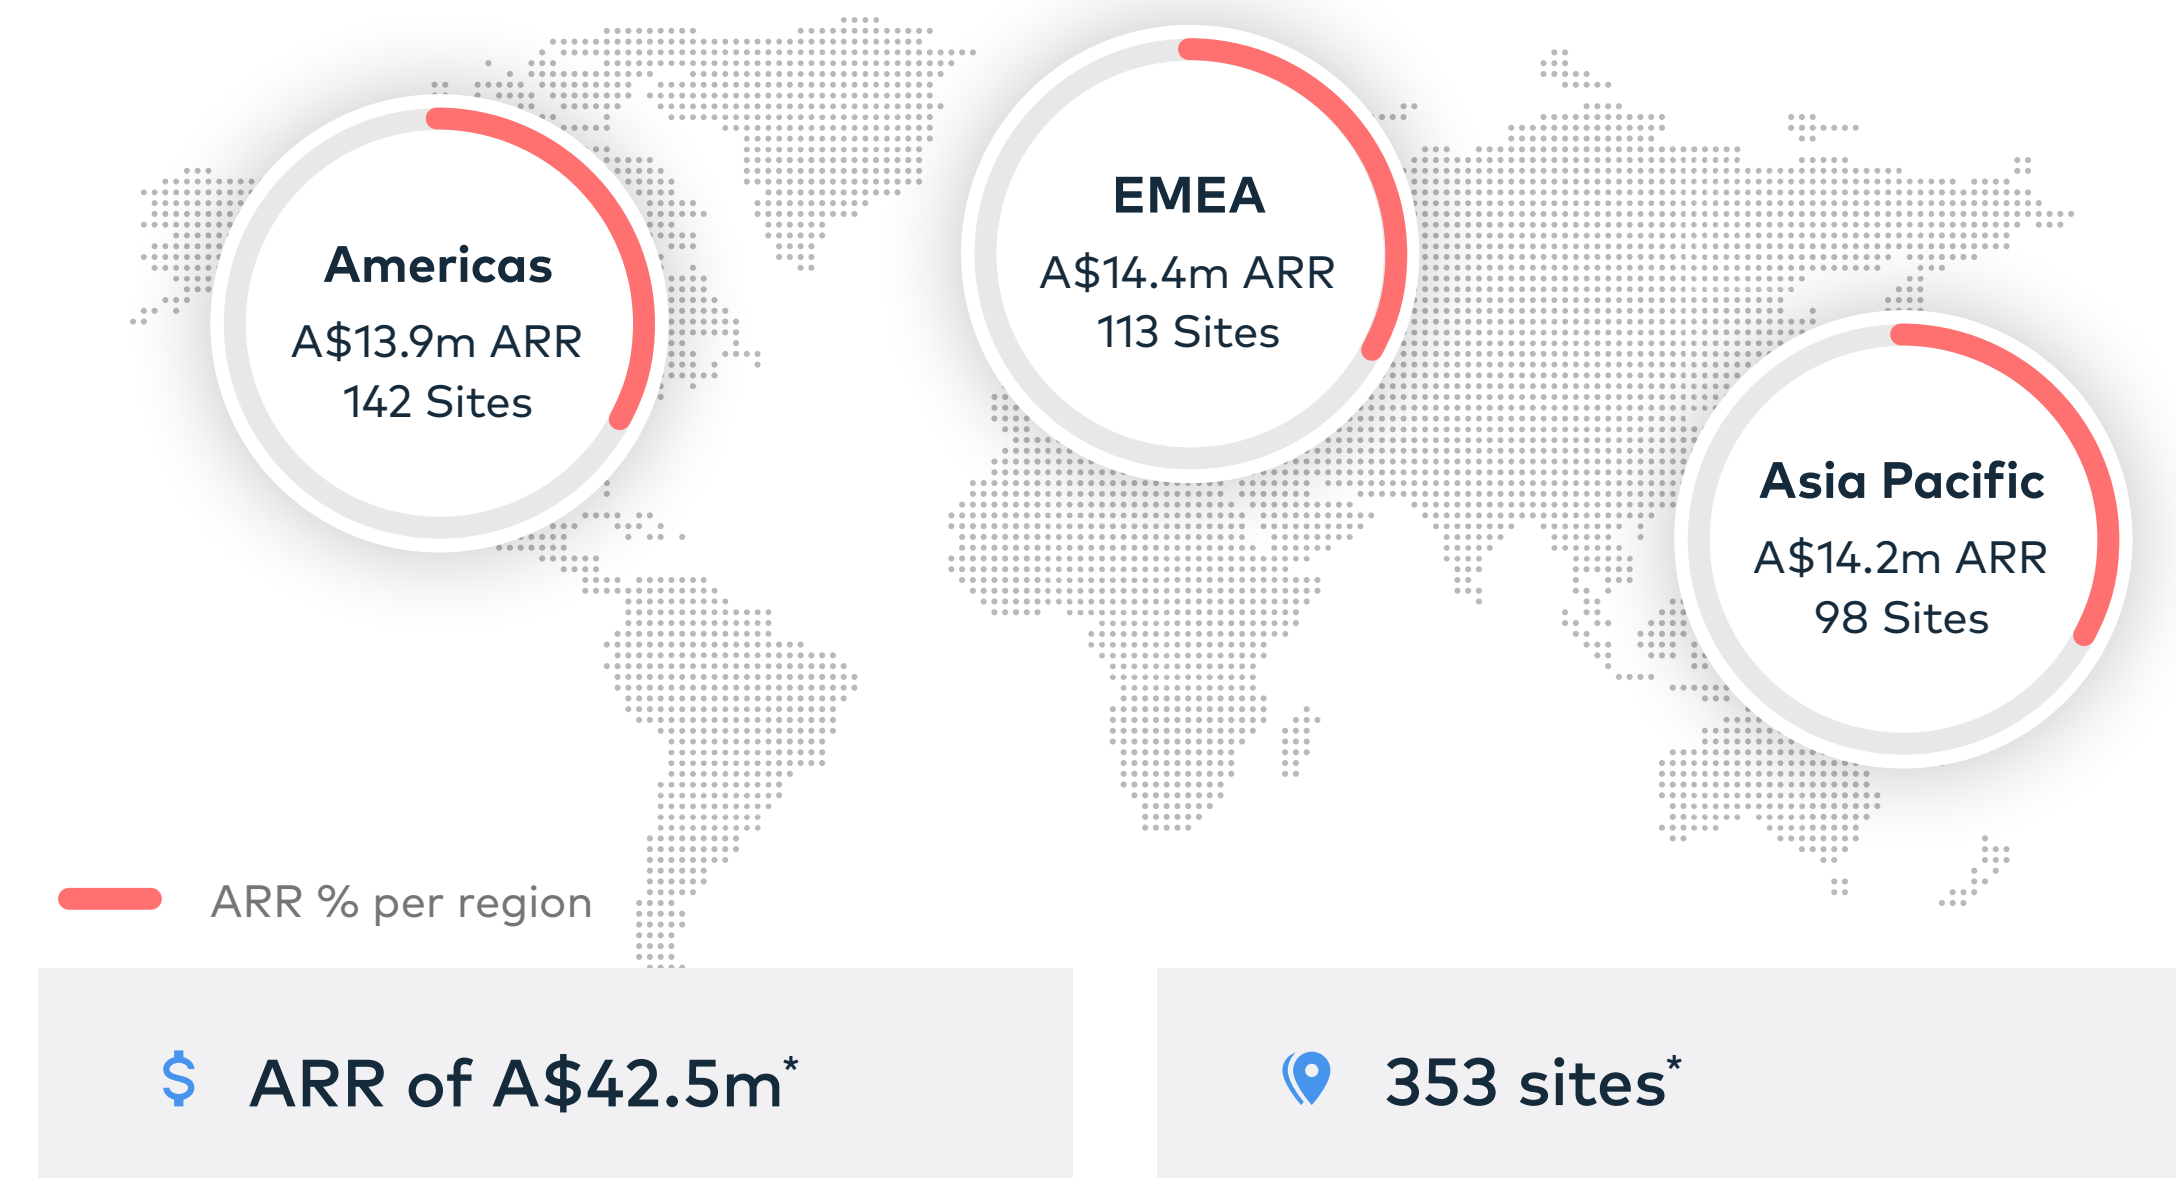 Americas
A$13.9m ARR
142 Sites
EMEA
A$14.4m ARR
113 Sites
Asia Pacific
A$14.2m ARR
98 Sites
ARR % per region
$ ARR of A$42.5m*
353 sites*